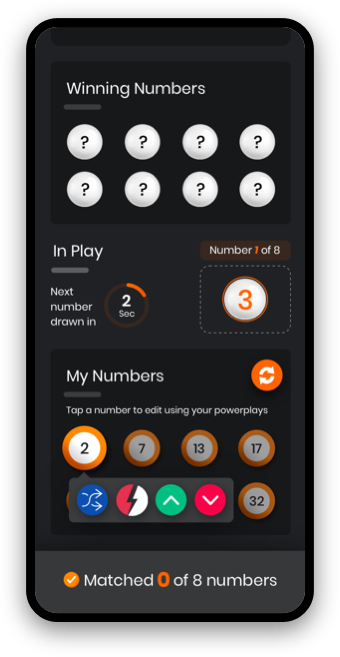 Winning Numbers
? ? ? ?
? ? ? ?
In Play
Number 1 of 8
Next
number
drawn in
2
Sec
3
My Numbers
Tap a number to edit using your powerplays
2 7 13 17
32
Matched 0 of 8 numbers